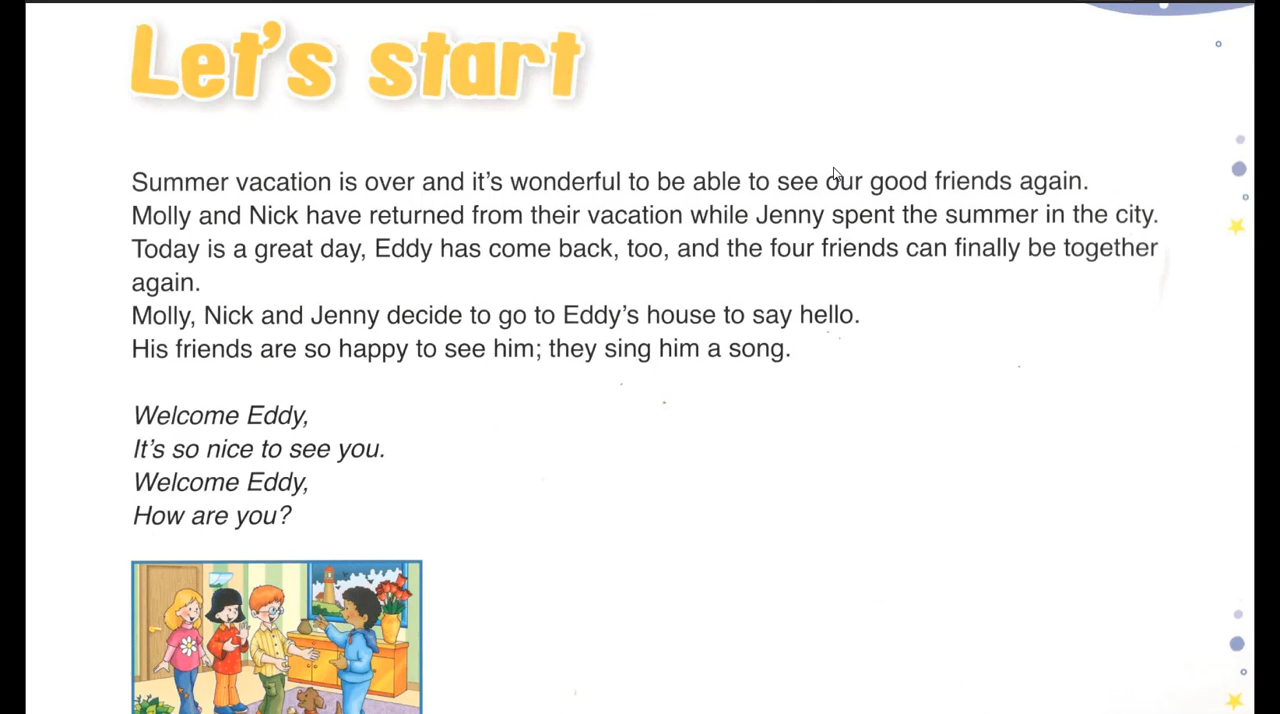 Let's start
Summer vacation is over and it's wonderful to be able to see our good friends again.
Molly and Nick have returned from their vacation while Jenny spent the summer in the city.
Today is a great day, Eddy has come back, too, and the four friends can finally be together
again.
Molly, Nick and Jenny decide to go to Eddy's house to say hello.
His friends are so happy to see him; they sing him a song.
Welcome Eddy,
It's so nice to see you.
Welcome Eddy,
How are you?